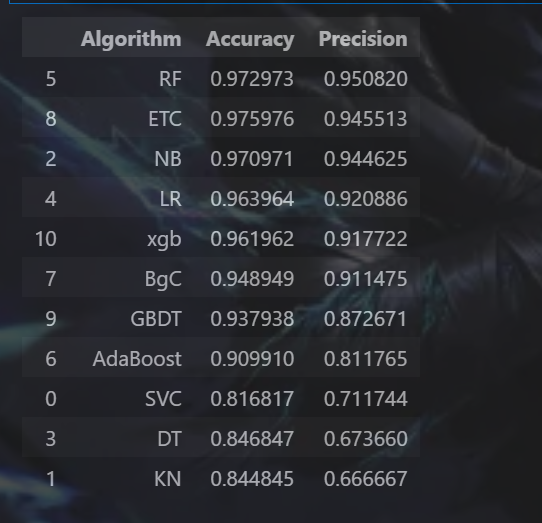 Algorithm Accuracy Precision
5 RF 0.972973 0.950820
8 ETC 0.975976 0.945513
2 NB 0.970971 0.944625
4 LR 0.963964 0.920886
10 xgb 0.961962 0.917722
7 BgC 0.948949 0.911475
9 GBDT 0.937938 0.872671
6 AdaBoost 0.909910 0.811765
0 SVC 0.816817 0.711744
3 DT 0.846847 0.673660
1 KN 0.844845 0.666667